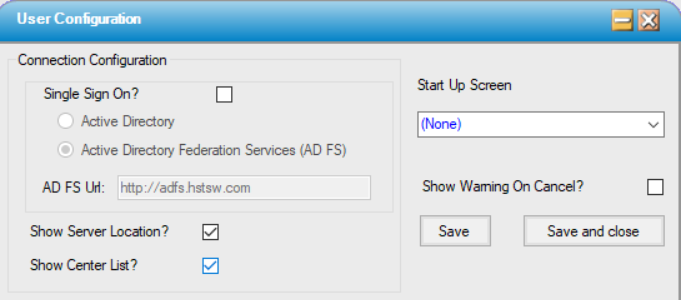 User Configuration
Connection Configuration
Single Sign On?
Active Directory
Active Directory Federation Services (AD FS)
AD FS Url: http://adfs.hstsw.com
Show Server Location?
Show Center List?
Start Up Screen
(None)
Show Warning On Cancel?
Save Save and close